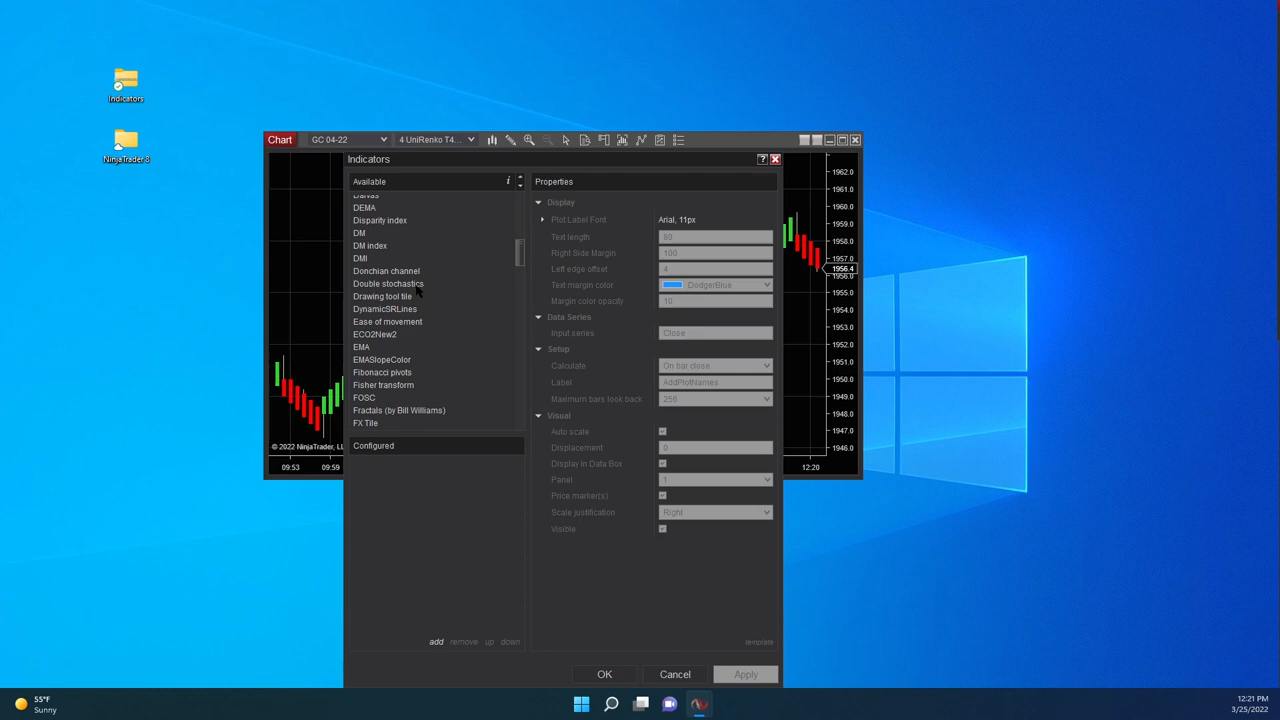 Indicators
NinjaTrader 8
Chart
GC 04-22
4 UniRenko T4...
Indicators
?
Available
i
Darvas
DEMA
Disparity index
DM
DM index
DMI
Donchian channel
Double stochastics
Drawing tool tile
DynamicSRLines
Ease of movement
ECO2New2
EMA
EMASlopeColor
Fibonacci pivots
Fisher transform
FOSC
Fractals (by Bill Williams)
FX Tile
Configured
add remove up down
Properties
Display
Plot Label Font Arial, 11px
Text length 50
Right Side Margin 100
Left edge offset 4
Text margin color DodgerBlue
Margin color opacity 10
Data Series
Input series Close
Setup
Calculate On bar close
Label AddPlotNames
Maximum bars look back 256
Visual
Auto scale
Displacement 0
Display in Data Box
Panel 1
Price marker(s)
Scale justification Right
Visible
template
OK Cancel Apply
1962.0
1961.0
1960.0
1959.0
1958.0
1957.0
1956.4
1956.0
1955.0
1954.0
1953.0
1952.0
1951.0
1950.0
1949.0
1948.0
1947.0
1946.0
© 2022 NinjaTrader, LL
09:53 09:59 12:20
55°F
Sunny
12:21 PM
3/25/2022